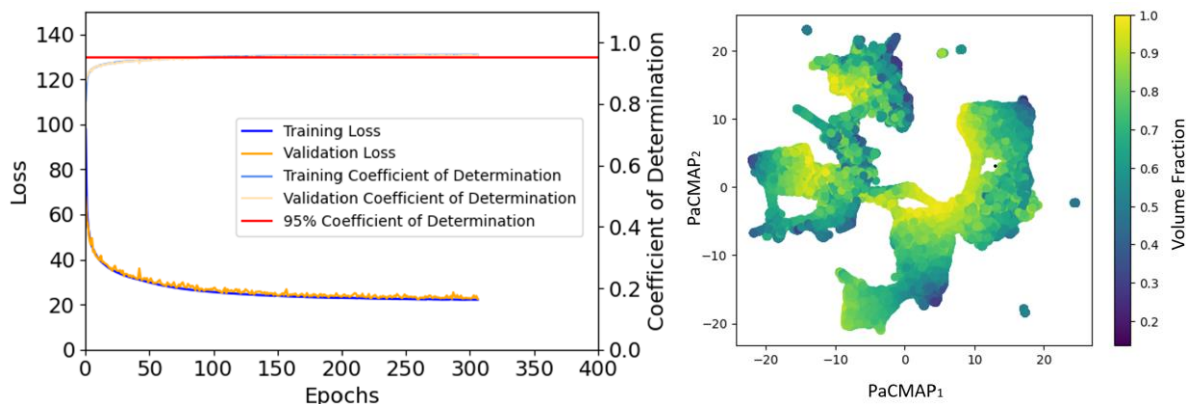 140
120
100
80
60
40
20
0
Loss
0 50 100 150 200 250 300 350 400
Epochs
1.0
0.8
0.6
0.4
0.2
0.0
Coefficient of Determination
Training Loss
Validation Loss
Training Coefficient of Determination
Validation Coefficient of Determination
95% Coefficient of Determination
20
10
0
−10
−20
PaCMAP₂
−20 −10 0 10 20
PaCMAP₁
1.0
0.9
0.8
0.7
0.6
0.5
0.4
0.3
0.2
Volume Fraction